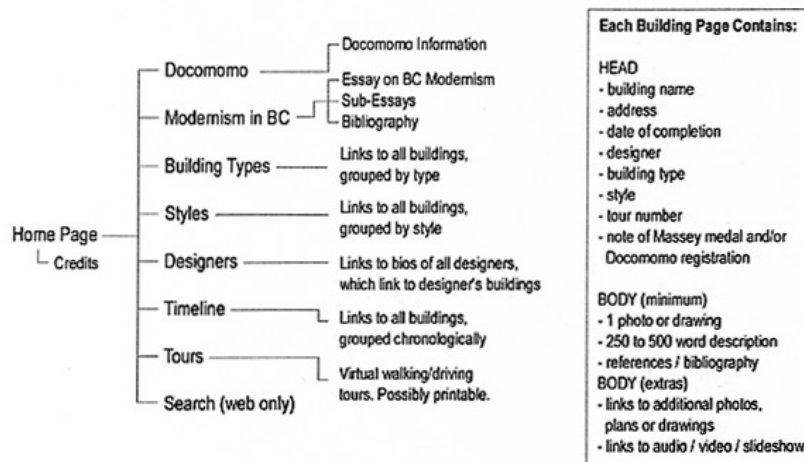 Home Page
Credits
Docomomo
Docomomo Information
Modernism in BC
Essay on BC Modernism
Sub-Essays
Bibliography
Building Types
Links to all buildings,
grouped by type
Styles
Links to all buildings,
grouped by style
Designers
Links to bios of all designers,
which link to designer's buildings
Timeline
Links to all buildings,
grouped chronologically
Tours
Virtual walking/driving
tours. Possibly printable.
Search (web only)
Each Building Page Contains:
HEAD
- building name
- address
- date of completion
- designer
- building type
- style
- tour number
- note of Massey medal and/or
Docomomo registration
BODY (minimum)
- 1 photo or drawing
- 250 to 500 word description
- references / bibliography
BODY (extras)
- links to additional photos,
plans or drawings
- links to audio / video / slideshow